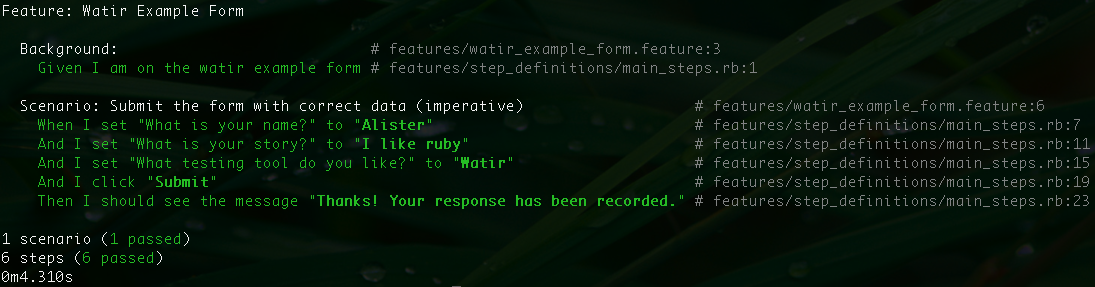 Feature: Watir Example Form
Background: # features/watir_example_form.feature:3
Given I am on the watir example form # features/step_definitions/main_steps.rb:1
Scenario: Submit the form with correct data (imperative) # features/watir_example_form.feature:6
When I set "What is your name?" to "Alister" # features/step_definitions/main_steps.rb:7
And I set "What is your story?" to "I like ruby" # features/step_definitions/main_steps.rb:11
And I set "What testing tool do you like?" to "Watir" # features/step_definitions/main_steps.rb:15
And I click "Submit" # features/step_definitions/main_steps.rb:19
Then I should see the message "Thanks! Your response has been recorded." # features/step_definitions/main_steps.rb:23
1 scenario (1 passed)
6 steps (6 passed)
0m4.310s